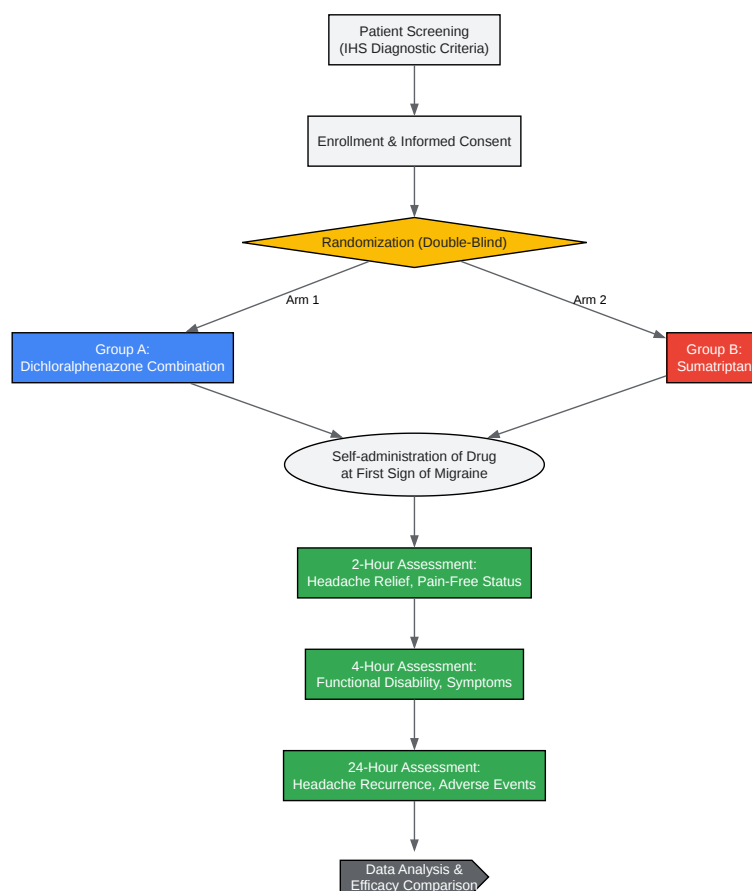 Patient Screening
(IHS Diagnostic Criteria)
Enrollment & Informed Consent
Randomization (Double-Blind)
Arm 1
Arm 2
Group A:
Dichloralphenazone Combination
Group B:
Sumatriptan
Self-administration of Drug
at First Sign of Migraine
2-Hour Assessment:
Headache Relief, Pain-Free Status
4-Hour Assessment:
Functional Disability, Symptoms
24-Hour Assessment:
Headache Recurrence, Adverse Events
Data Analysis &
Efficacy Comparison